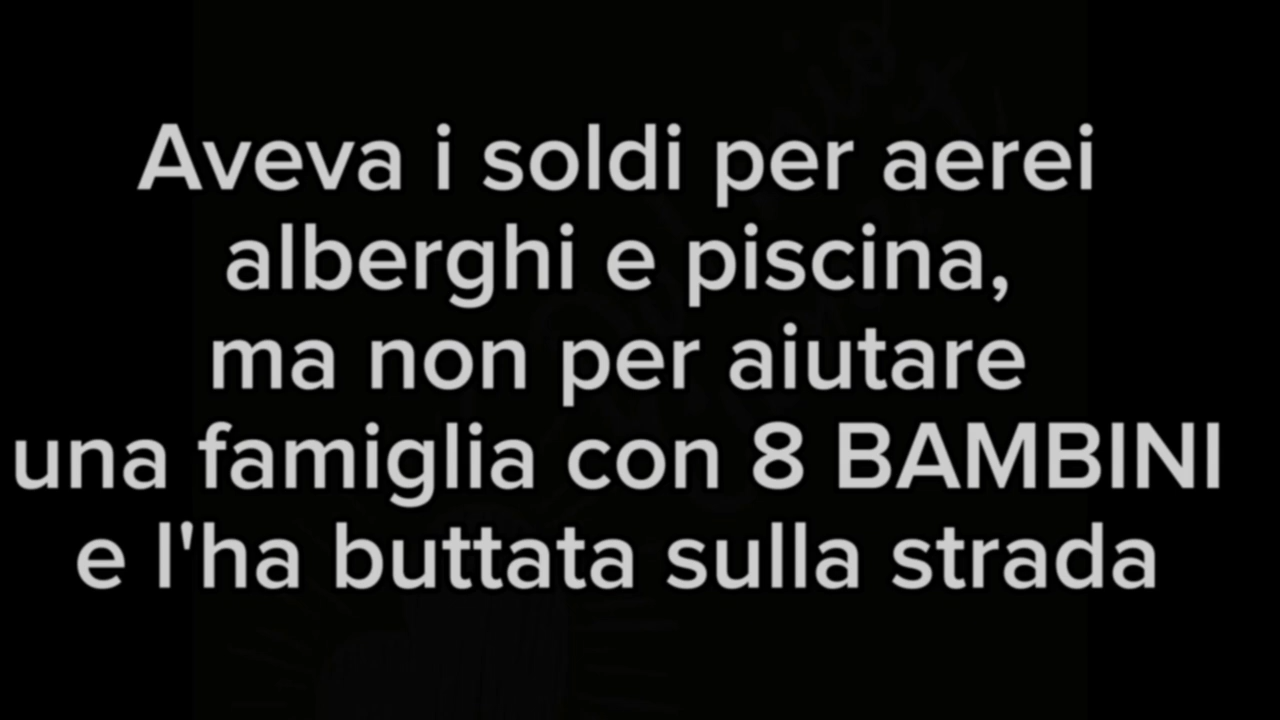 Aveva i soldi per aerei
alberghi e piscina,
ma non per aiutare
una famiglia con 8 BAMBINI
e l'ha buttata sulla strada